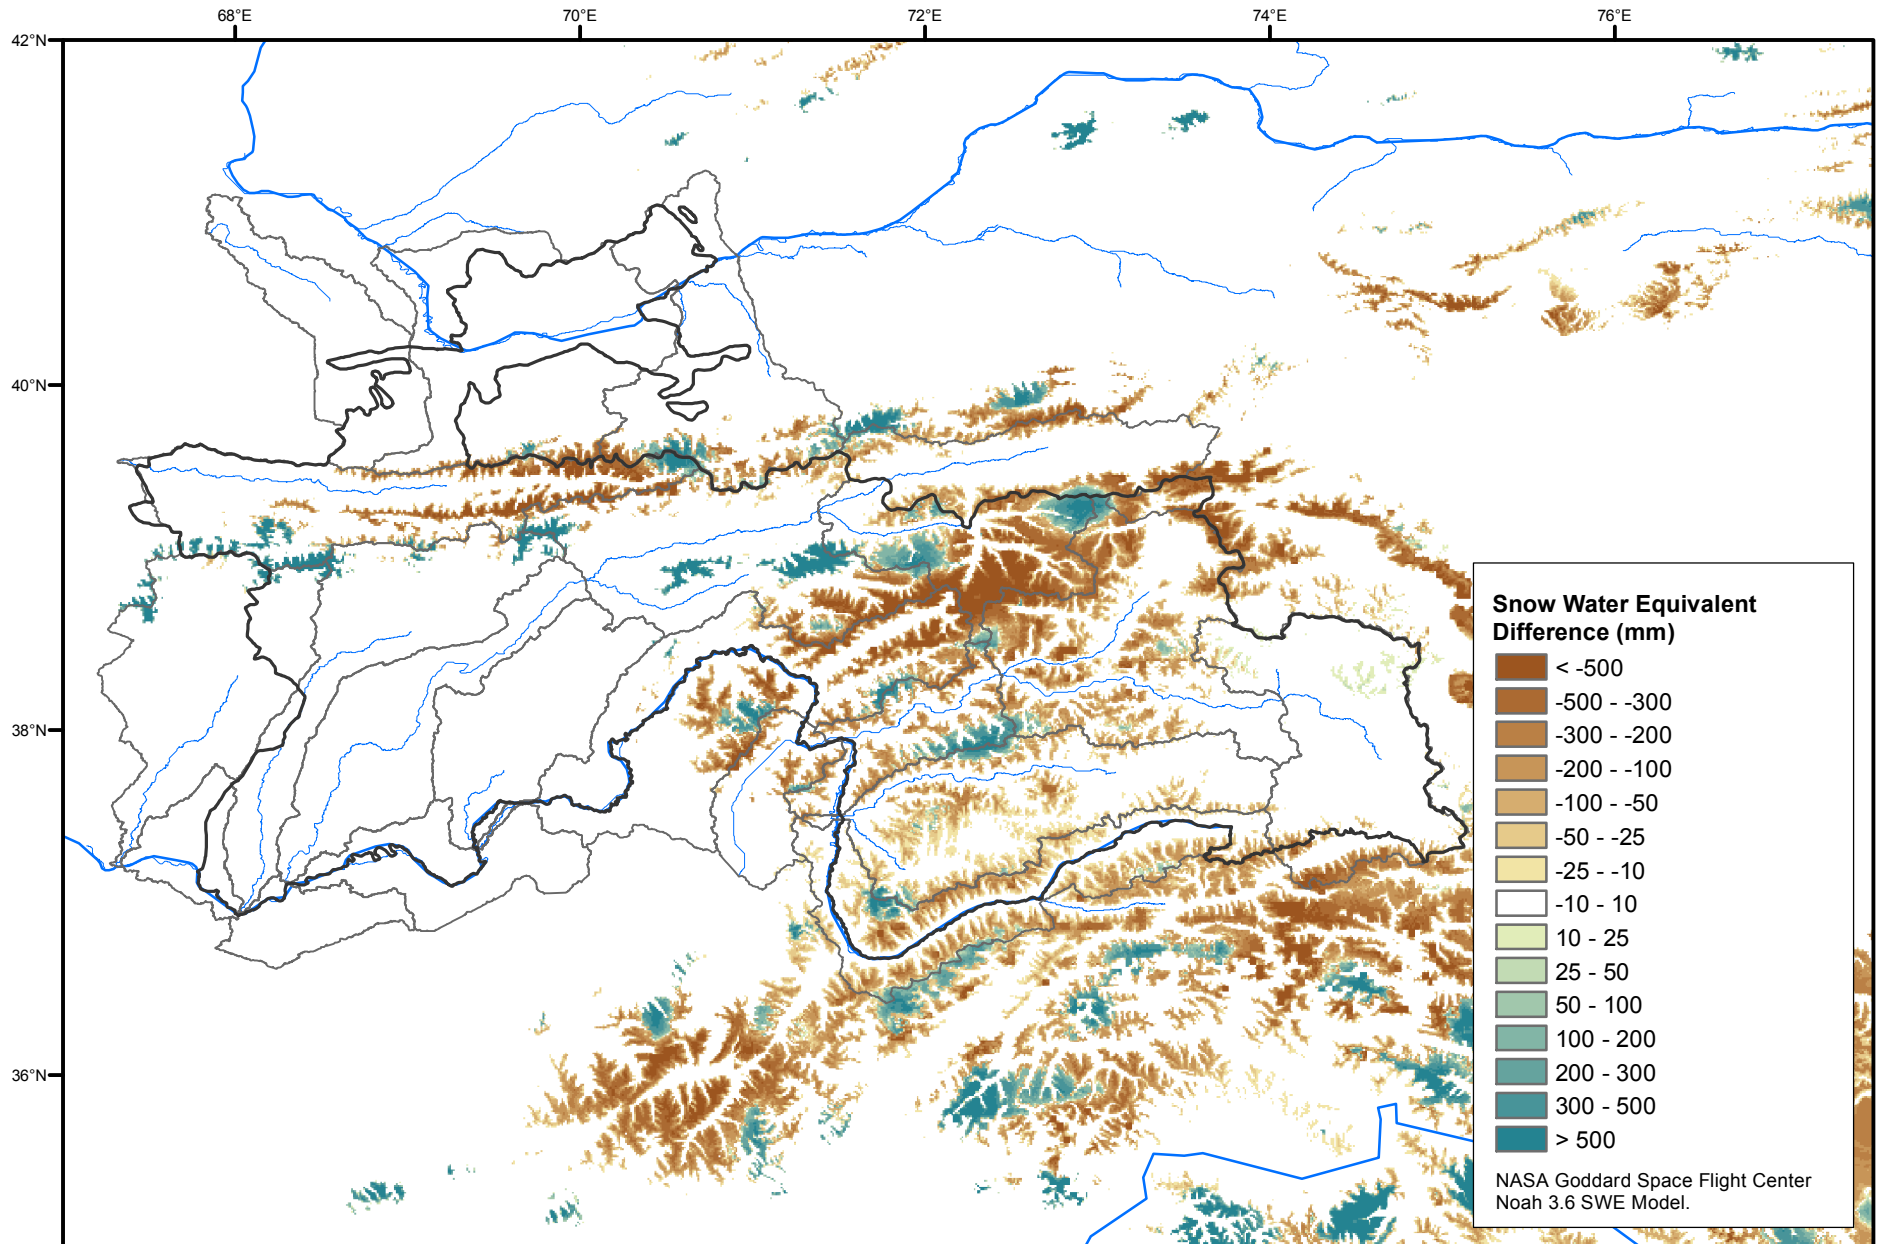 68°E 70°E 72°E 74°E 76°E
42°N
40°N
38°N
36°N
Snow Water Equivalent
Difference (mm)
< -500
-500 - -300
-300 - -200
-200 - -100
-100 - -50
-50 - -25
-25 - -10
-10 - 10
10 - 25
25 - 50
50 - 100
100 - 200
200 - 300
300 - 500
> 500
NASA Goddard Space Flight Center
Noah 3.6 SWE Model.